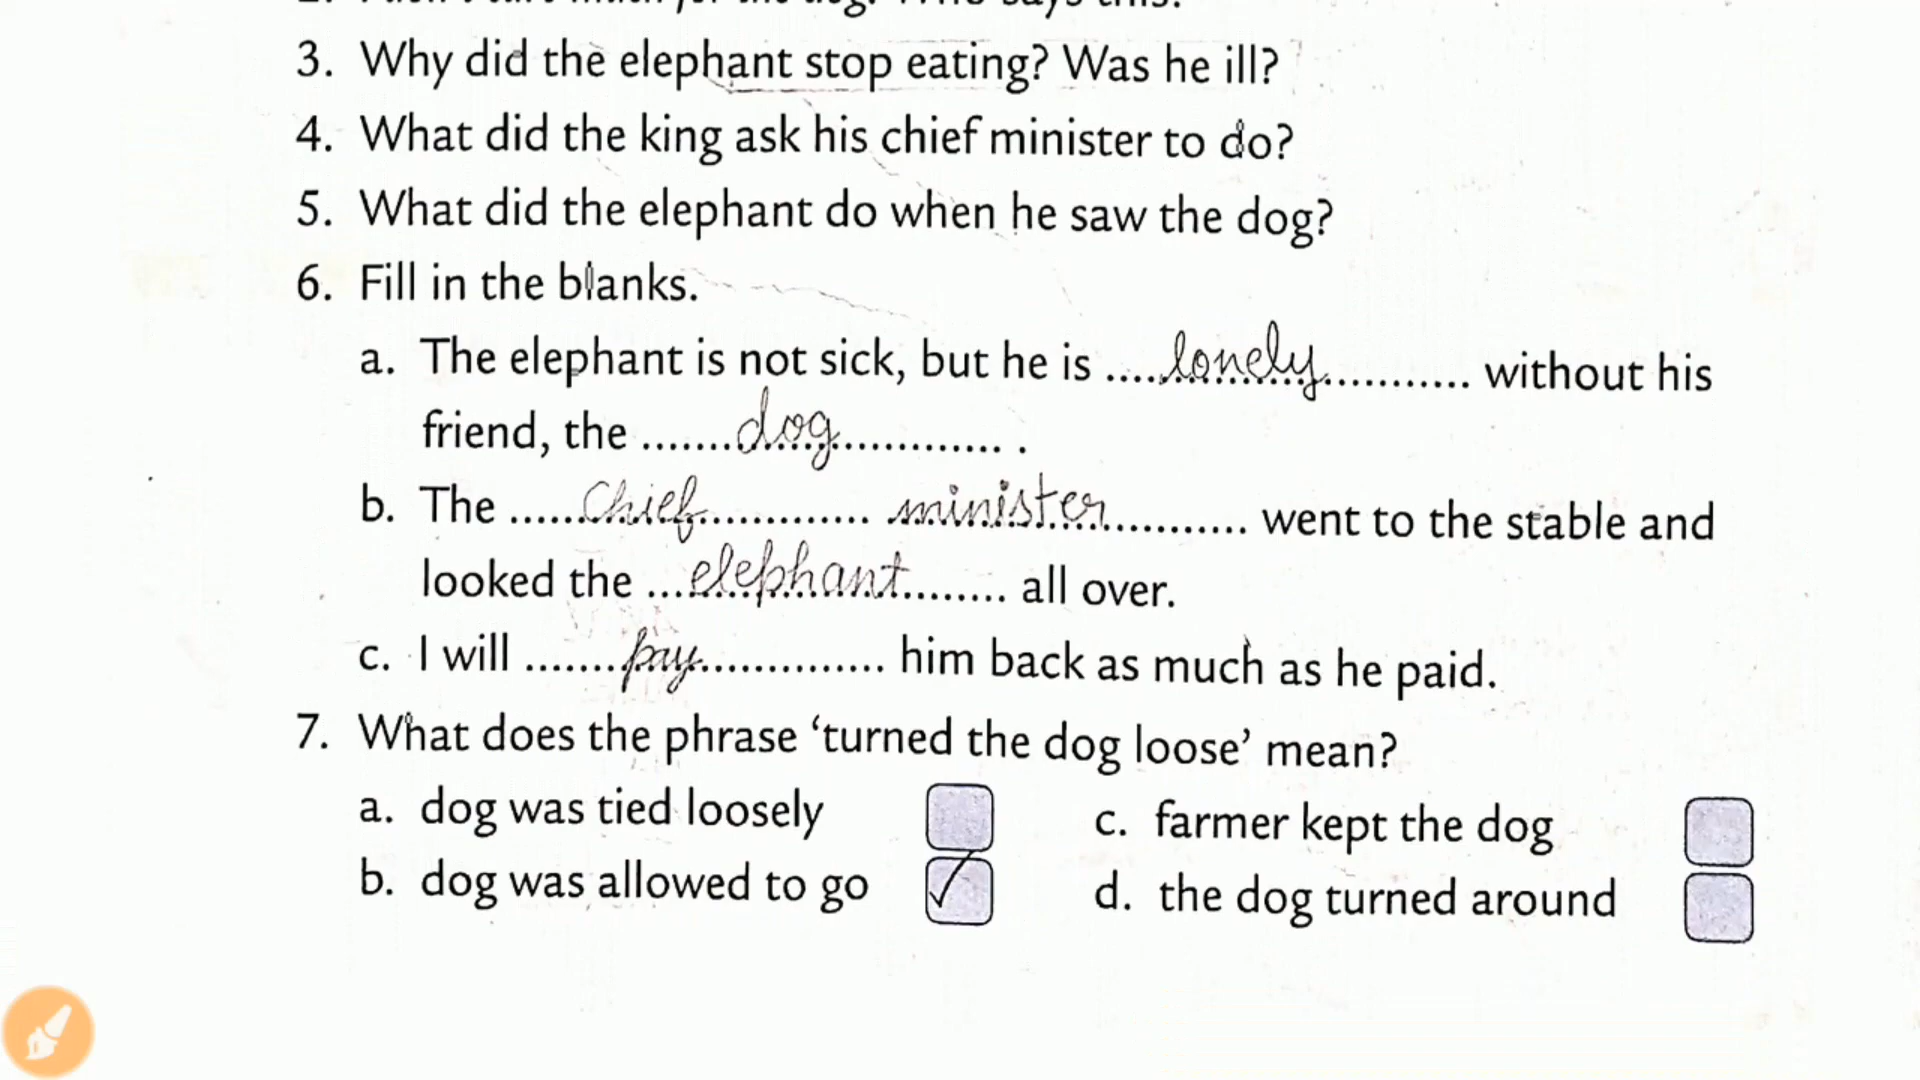 3. Why did the elephant stop eating? Was he ill?
4. What did the king ask his chief minister to do?
5. What did the elephant do when he saw the dog?
6. Fill in the blanks.
a. The elephant is not sick, but he is ....lonely........... without his
friend, the .......dog............. .
b. The ......Chief............ minister........... went to the stable and
looked the ...elephant........ all over.
c. I will .......pay.............. him back as much as he paid.
7. What does the phrase ‘turned the dog loose’ mean?
a. dog was tied loosely c. farmer kept the dog
b. dog was allowed to go ✓ d. the dog turned around